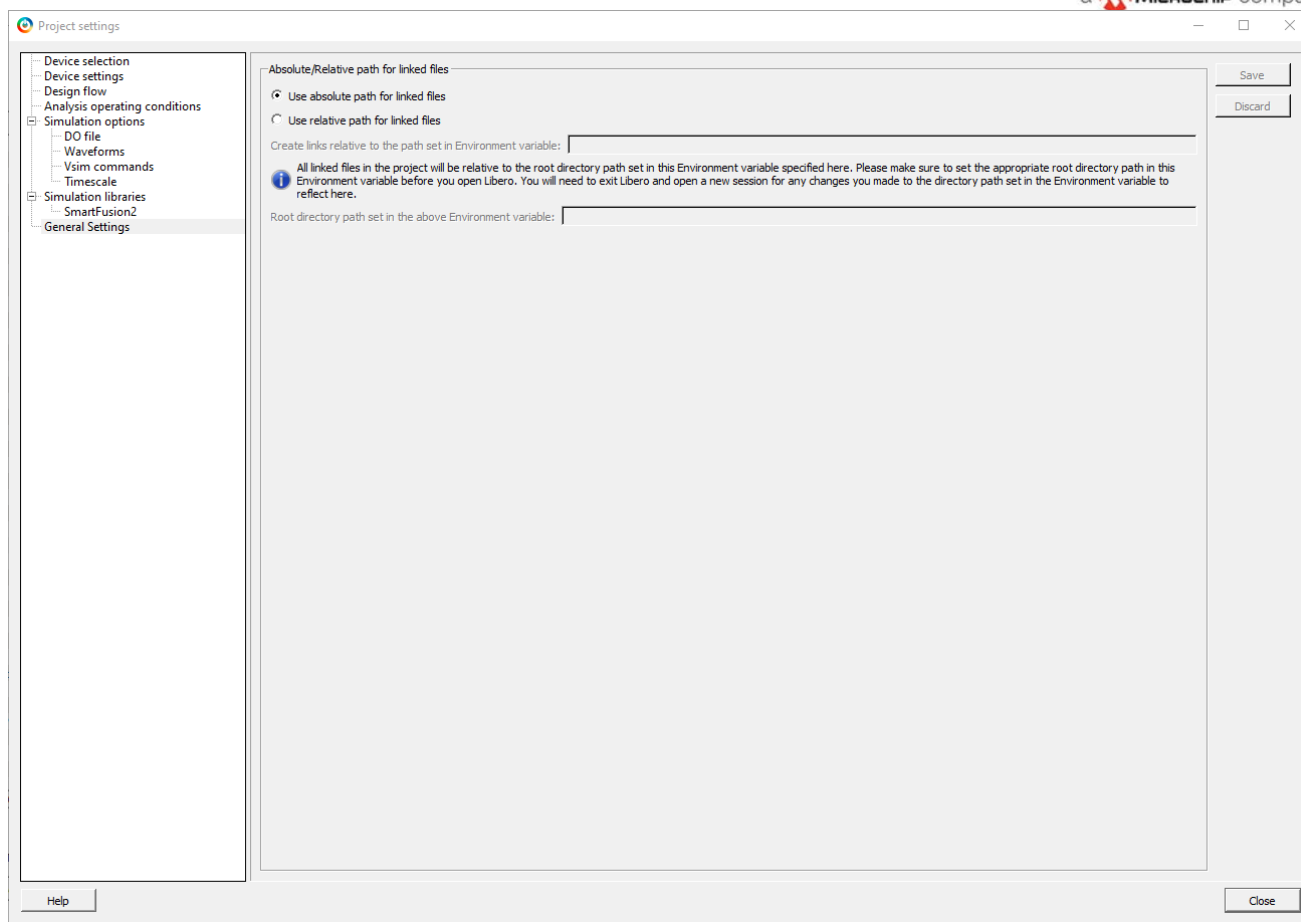 a MICROCHIP compa
Project settings
Device selection
Device settings
Design flow
Analysis operating conditions
Simulation options
DO file
Waveforms
Vsim commands
Timescale
Simulation libraries
SmartFusion2
General Settings
Absolute/Relative path for linked files
Use absolute path for linked files
Use relative path for linked files
Create links relative to the path set in Environment variable:
All linked files in the project will be relative to the root directory path set in this Environment variable specified here. Please make sure to set the appropriate root directory path in this
Environment variable before you open Libero. You will need to exit Libero and open a new session for any changes you made to the directory path set in the Environment variable to
reflect here.
Root directory path set in the above Environment variable:
Save
Discard
Help
Close